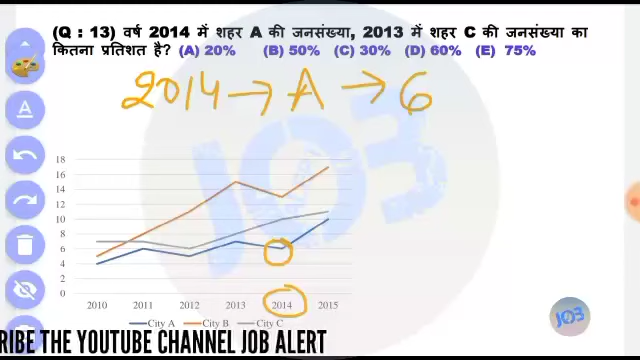 (Q : 13) वर्ष 2014 में शहर A की जनसंख्या, 2013 में शहर C की जनसंख्या का
कितना प्रतिशत है? (A) 20% (B) 50% (C) 30% (D) 60% (E) 75%
2014 → A → 6
18
16
14
12
10
8
6
4
2
0
2010 2011 2012 2013 2014 2015
City A City B City C
JO3
JO3
RIBE THE YOUTUBE CHANNEL JOB ALERT